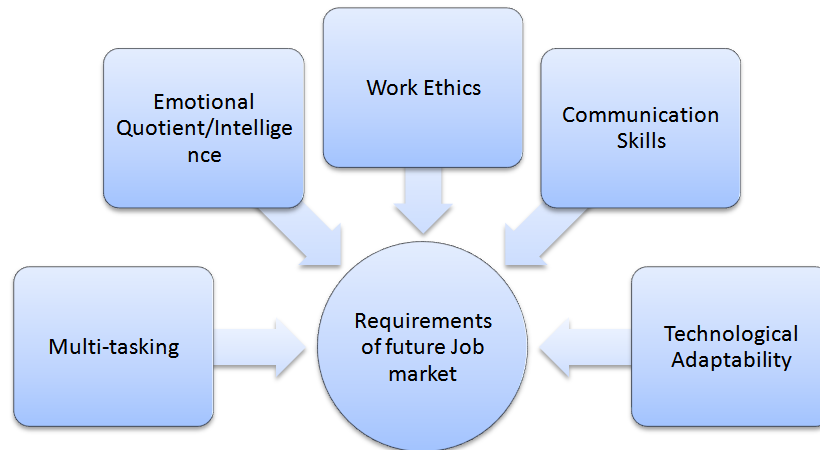 Emotional
Quotient/Intellige
nce
Work Ethics
Communication
Skills
Multi-tasking
Requirements
of future Job
market
Technological
Adaptability